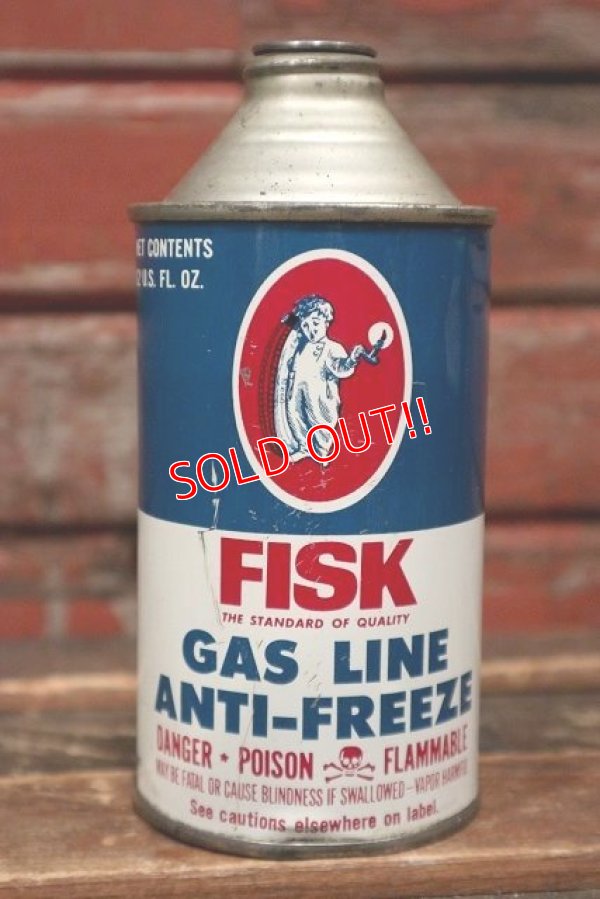 CONTENTS
U.S. FL. OZ.
SOLD OUT!!
FISK
THE STANDARD OF QUALITY
GAS LINE
ANTI-FREEZE
DANGER • POISON FLAMMABLE
MAY BE FATAL OR CAUSE BLINDNESS IF SWALLOWED-VAPOR HARMFUL
See cautions elsewhere on label.